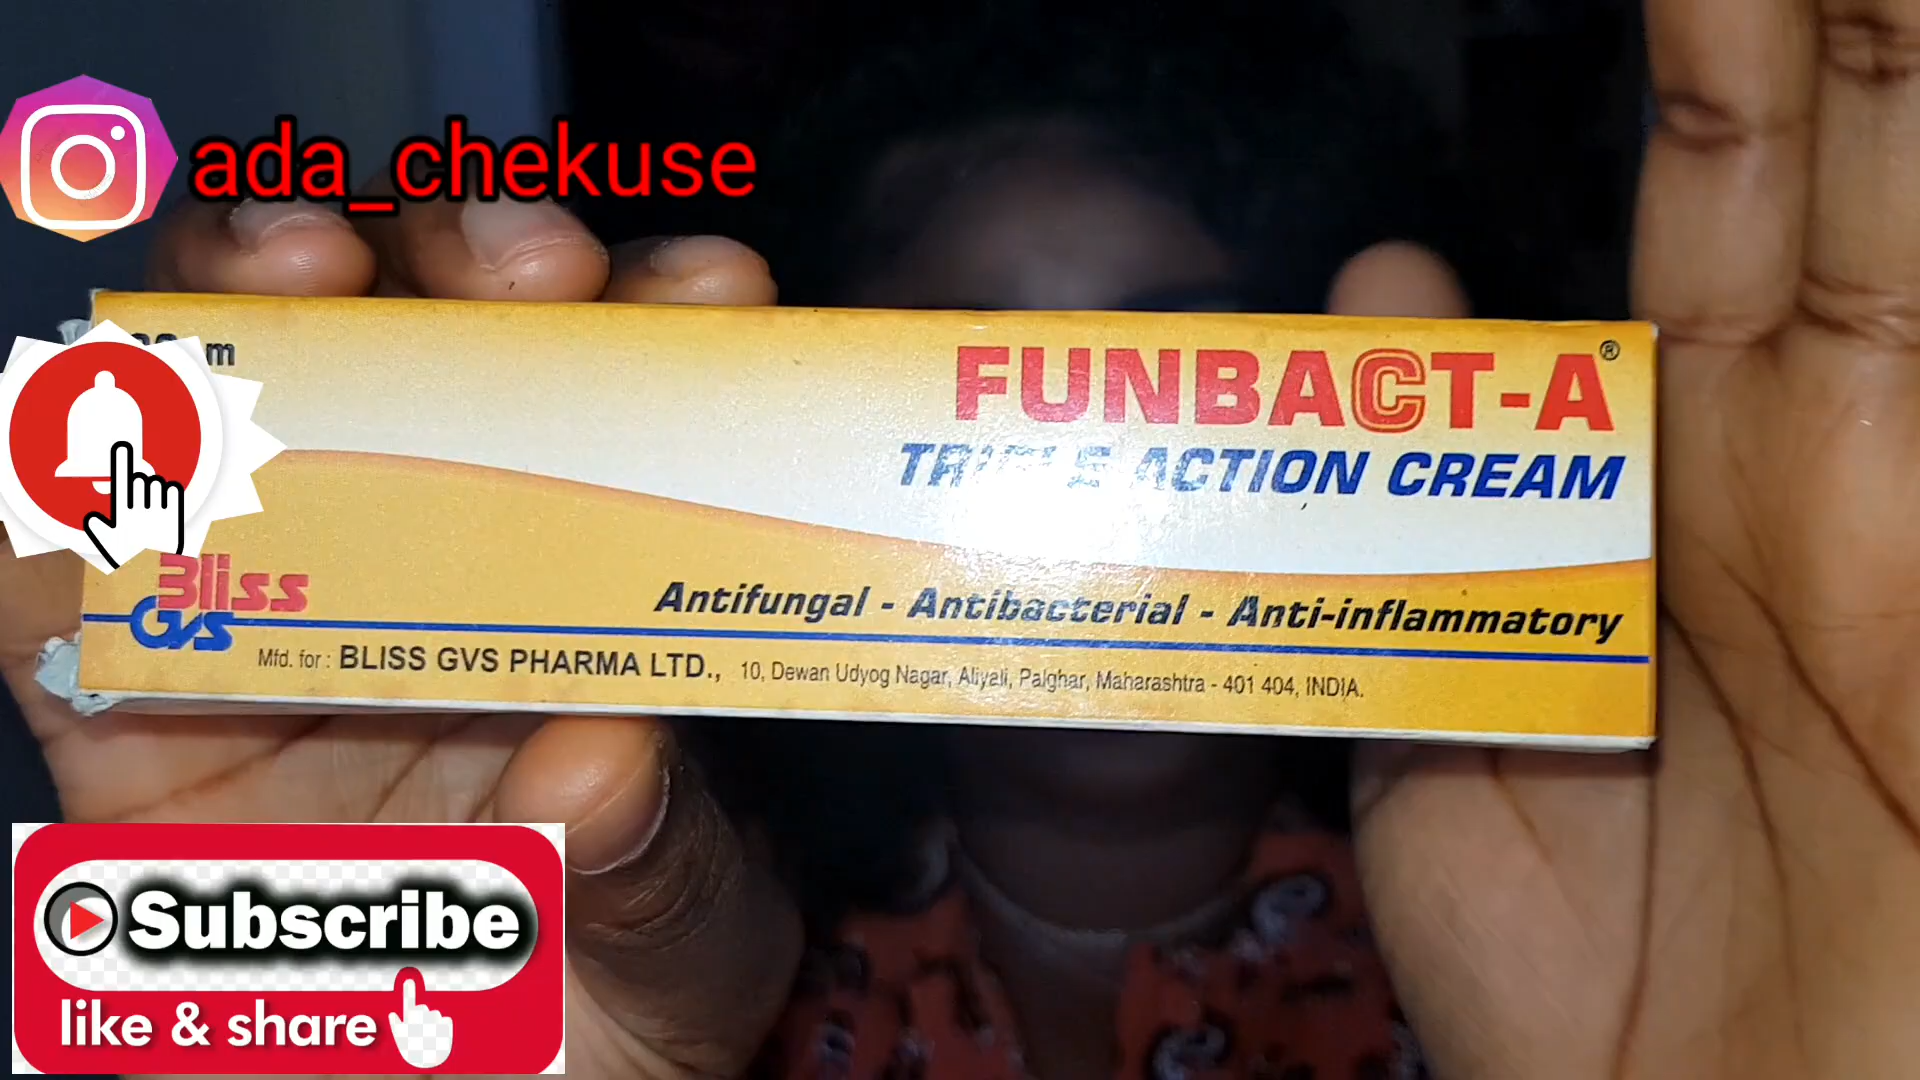 ada_chekuse
FUNBACT-A®
ACTION CREAM
Bliss
GVS
Antifungal - Antibacterial - Anti-inflammatory
Mfd. for : BLISS GVS PHARMA LTD., 10, Dewan Udyog Nagar, Aliyali, Palghar, Maharashtra - 401 404, INDIA.
Subscribe
like & share